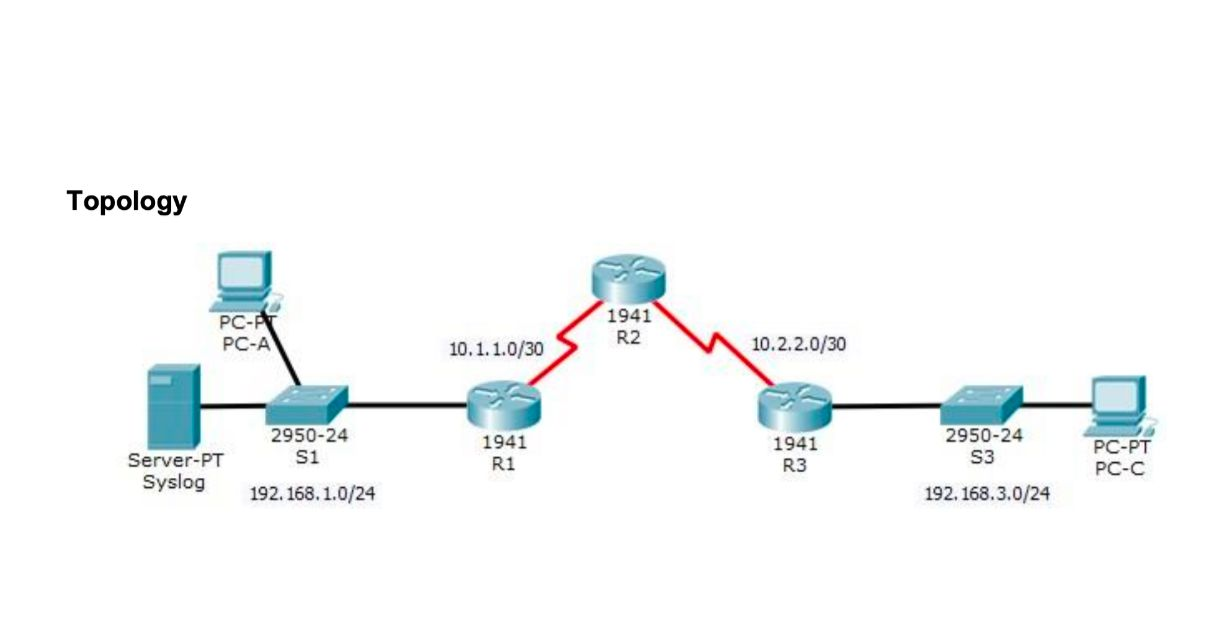 Topology
PC-PT
PC-A
Server-PT
Syslog
2950-24
S1
192.168.1.0/24
10.1.1.0/30
1941
R1
1941
R2
10.2.2.0/30
1941
R3
2950-24
S3
192.168.3.0/24
PC-PT
PC-C